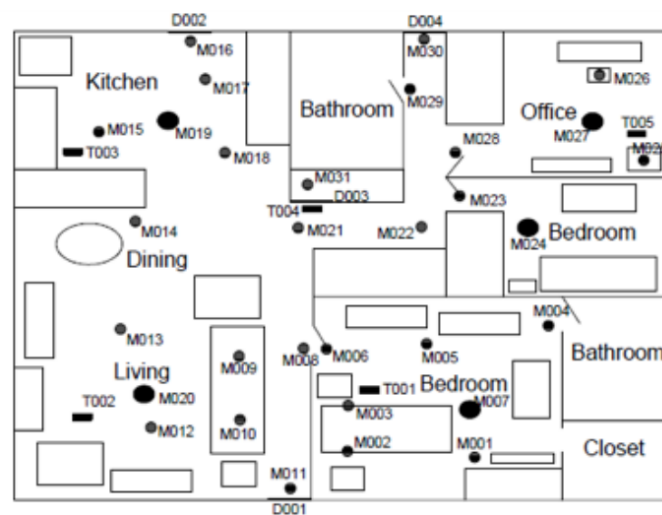 D002
D004
M016
M030
Kitchen
M017
M026
M029
Bathroom
Office
M015
M019
M027
T005
T003
M018
M028
M02
M031
D003
M023
T004
M014
M021
M022
M024
Bedroom
Dining
M004
M013
M008
M006
M005
Bathroom
M009
Living
T001
Bedroom
M020
M007
T002
M003
M012
M010
M002
M001
Closet
M011
D001